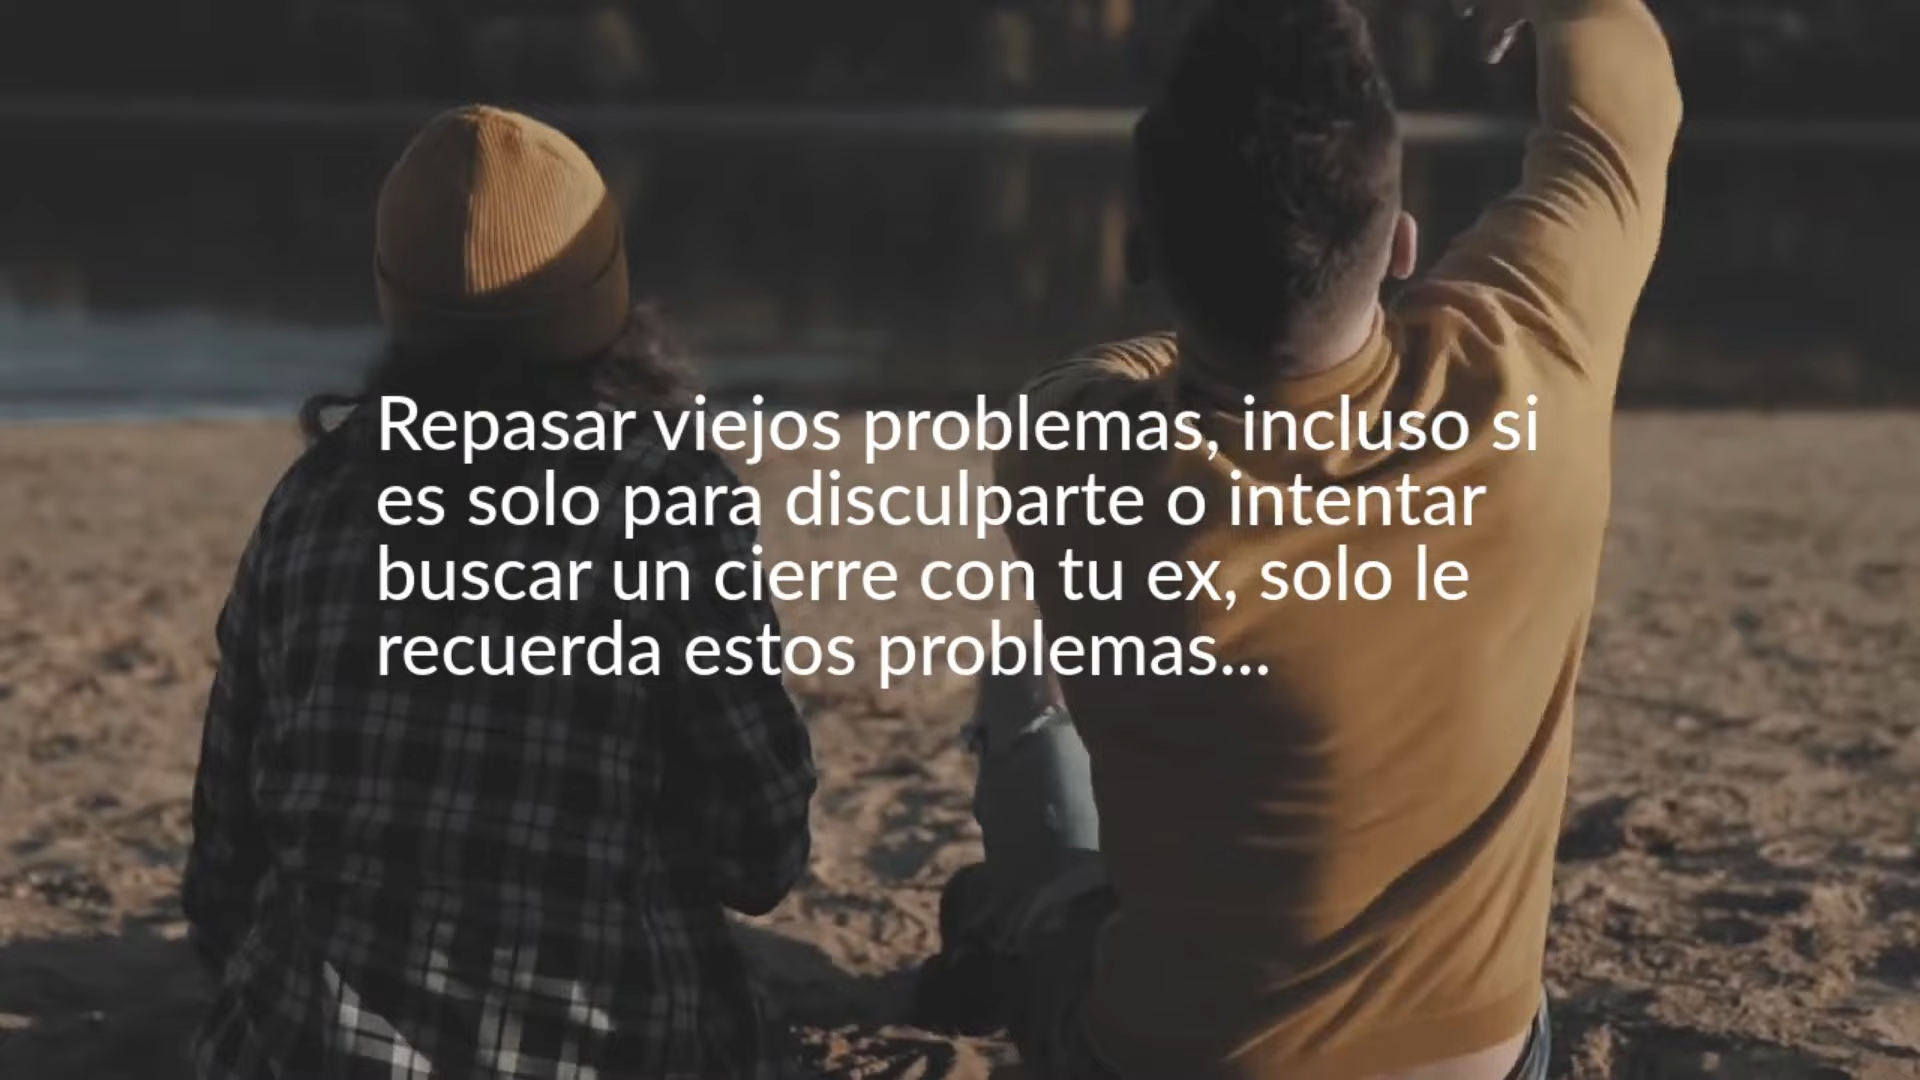 Repasar viejos problemas, incluso si
es solo para disculparte o intentar
buscar un cierre con tu ex, solo le
recuerda estos problemas...